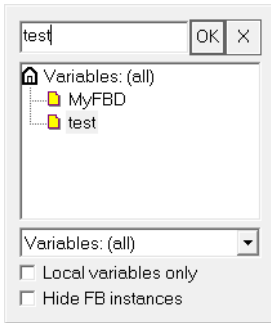 test
OK X
Variables: (all)
MyFBD
test
Variables: (all)
Local variables only
Hide FB instances